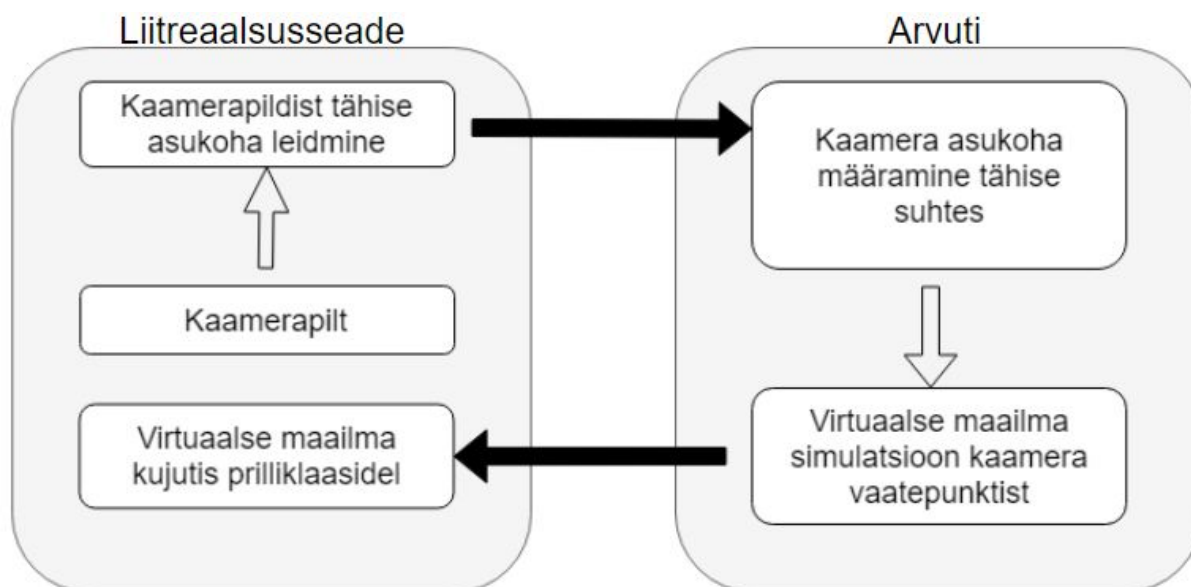 Liitreaalsusseade
Kaamerapildist tähise
asukoha leidmine
Kaamerapilt
Virtuaalse maailma
kujutis prilliklaasidel
Arvuti
Kaamera asukoha
määramine tähise
suhtes
Virtuaalse maailma
simulatsioon kaamera
vaatepunktist